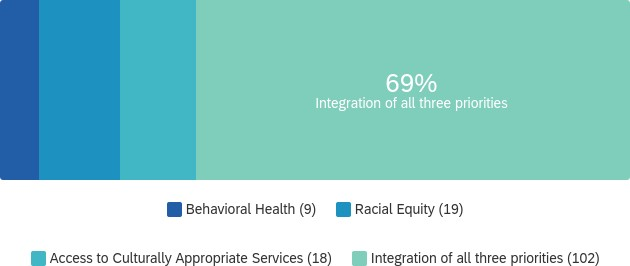 69%
Integration of all three priorities
Behavioral Health (9)
Racial Equity (19)
Access to Culturally Appropriate Services (18)
Integration of all three priorities (102)